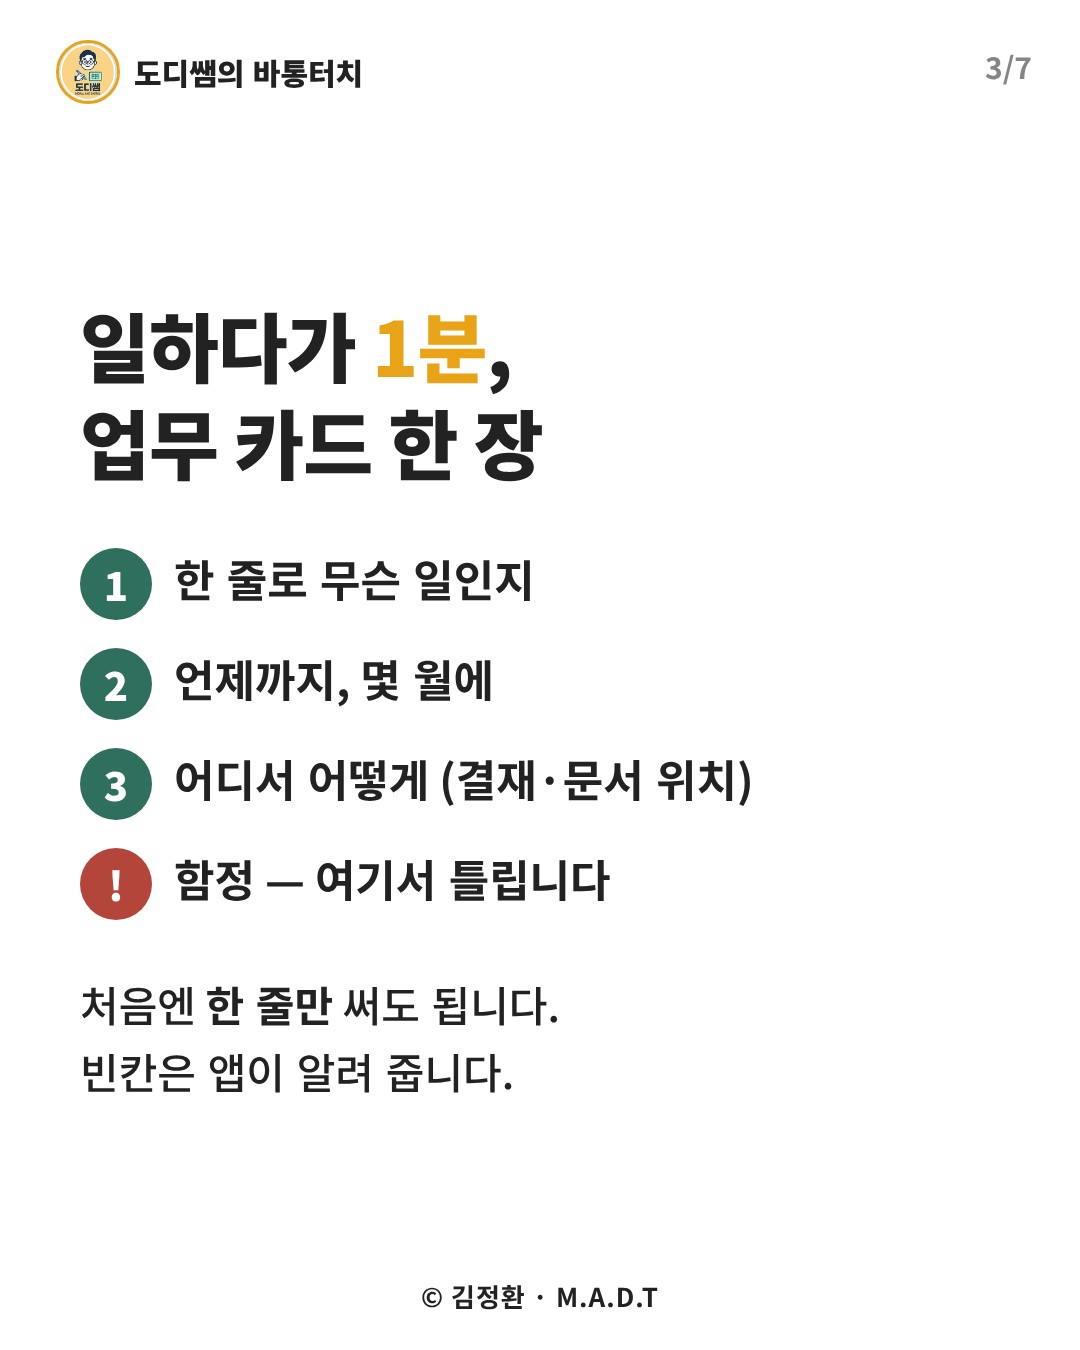 도디쌤
도디쌤의 바통터치
3/7
일하다가 1분,
업무 카드 한 장
1 한 줄로 무슨 일인지
2 언제까지, 몇 월에
3 어디서 어떻게 (결재·문서 위치)
! 함정 — 여기서 틀립니다
처음엔 한 줄만 써도 됩니다.
빈칸은 앱이 알려 줍니다.
© 김정환 · M.A.D.T